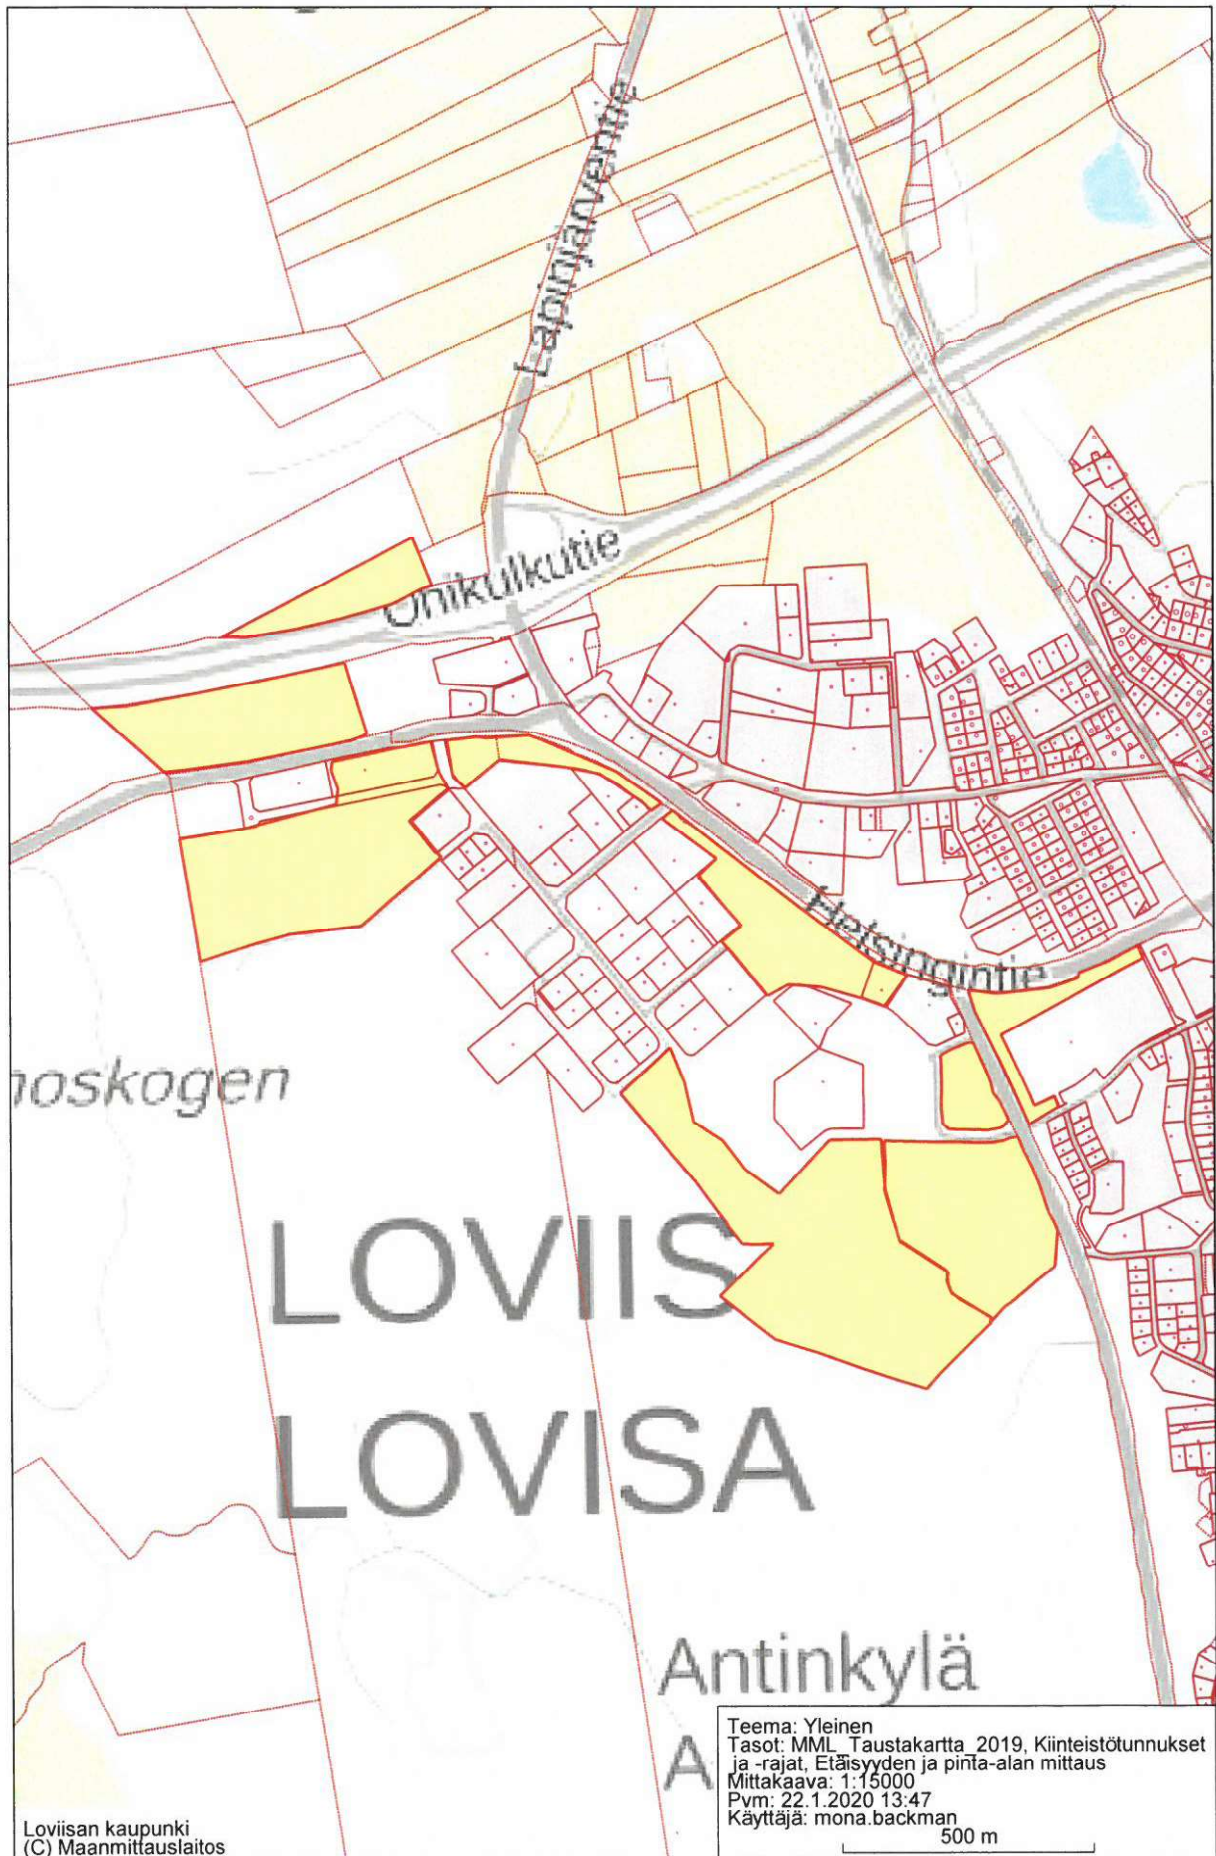 Lapinjärventie
Ohikulkutie
Helsingintie
noskogen
LOVIIS
LOVISA
Antinkylä
A
Teema: Yleinen
Tasot: MML_Taustakartta_2019, Kiinteistötunnukset
ja -rajat, Etäisyyden ja pinta-alan mittaus
Mittakaava: 1:15000
Pvm: 22.1.2020 13:47
Käyttäjä: mona.backman
500 m
Loviisan kaupunki
(C) Maanmittauslaitos